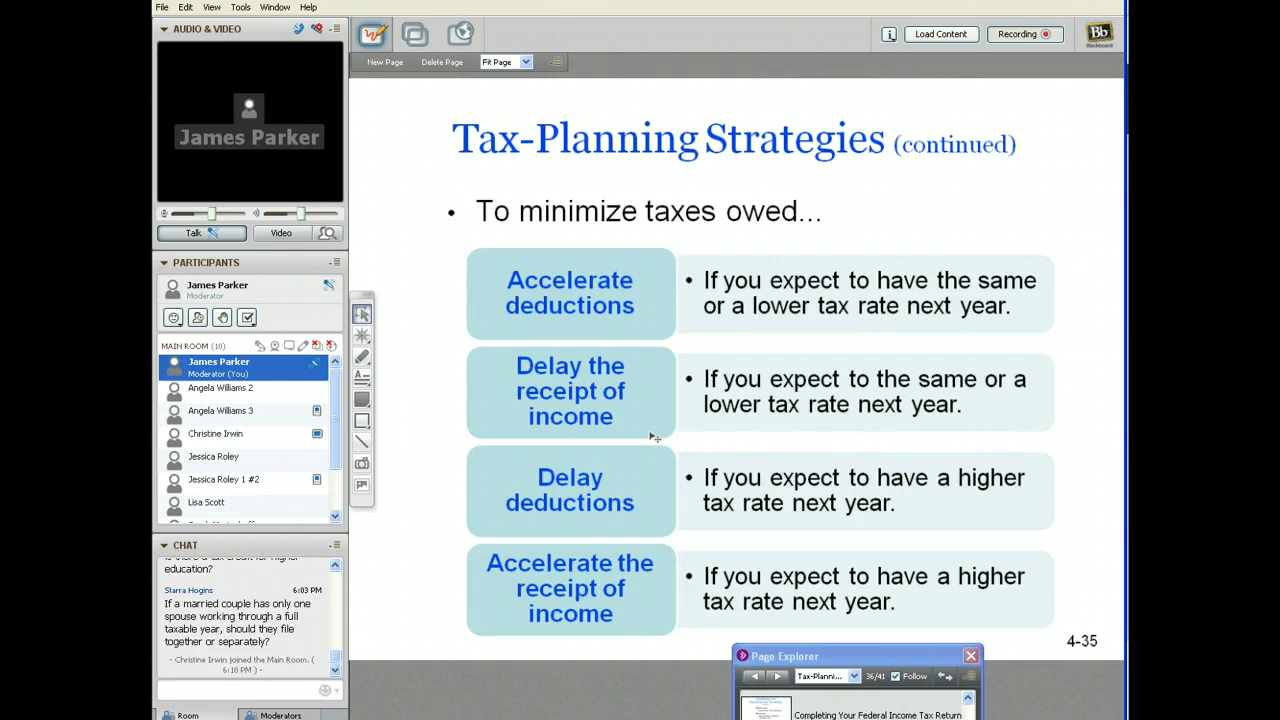 File Edit View Tools Window Help
AUDIO & VIDEO
James Parker
Talk
Video
PARTICIPANTS
James Parker
Moderator
MAIN ROOM (10)
James Parker
Moderator (You)
Angela Williams 2
Angela Williams 3
Christine Irwin
Jessica Roley
Jessica Roley 1 #2
Lisa Scott
CHAT
education?
Starra Hogins 6:03 PM
If a married couple has only one
spouse working through a full
taxable year, should they file
together or separately?
- Christine Irwin joined the Main Room. (
6:10 PM ) -
Room
Moderators
Load Content
Recording
Bb
Blackboard
New Page Delete Page Fit Page
Tax-Planning Strategies (continued)
• To minimize taxes owed...
Accelerate
deductions
• If you expect to have the same
or a lower tax rate next year.
Delay the
receipt of
income
• If you expect to the same or a
lower tax rate next year.
Delay
deductions
• If you expect to have a higher
tax rate next year.
Accelerate the
receipt of
income
• If you expect to have a higher
tax rate next year.
4-35
Page Explorer
Tax-Planni... 36/41 Follow
Completing Your Federal Income Tax Return